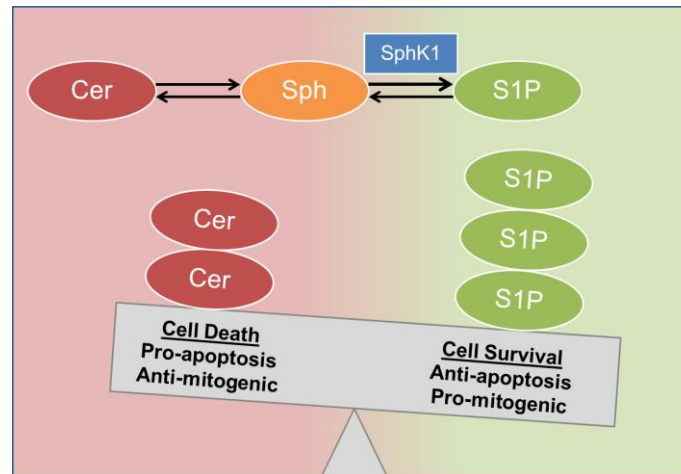 SphK1
Cer
Sph
S1P
S1P
Cer
S1P
Cer
S1P
Cell Death
Pro-apoptosis
Anti-mitogenic
Cell Survival
Anti-apoptosis
Pro-mitogenic